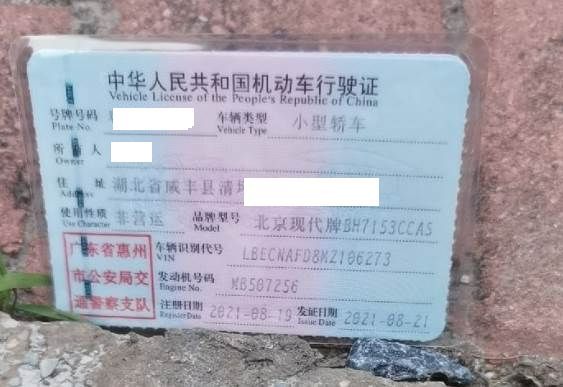 中华人民共和国机动车行驶证
Vehicle License of the People's Republic of China
号牌号码 车辆类型 小型轿车
Plate No. Vehicle Type
所有人
Owner
住址 湖北省咸丰县清
Address
使用性质 非营运 品牌型号 北京现代牌BH7153CCAS
Use Character Model
广东省惠州
市公安局交
通警察支队
车辆识别代号 LBECNAFD8MZ106273
VIN
发动机号码 MB507256
Engine No.
注册日期 2021-08-19 发证日期 2021-08-21
Register Date Issue Date